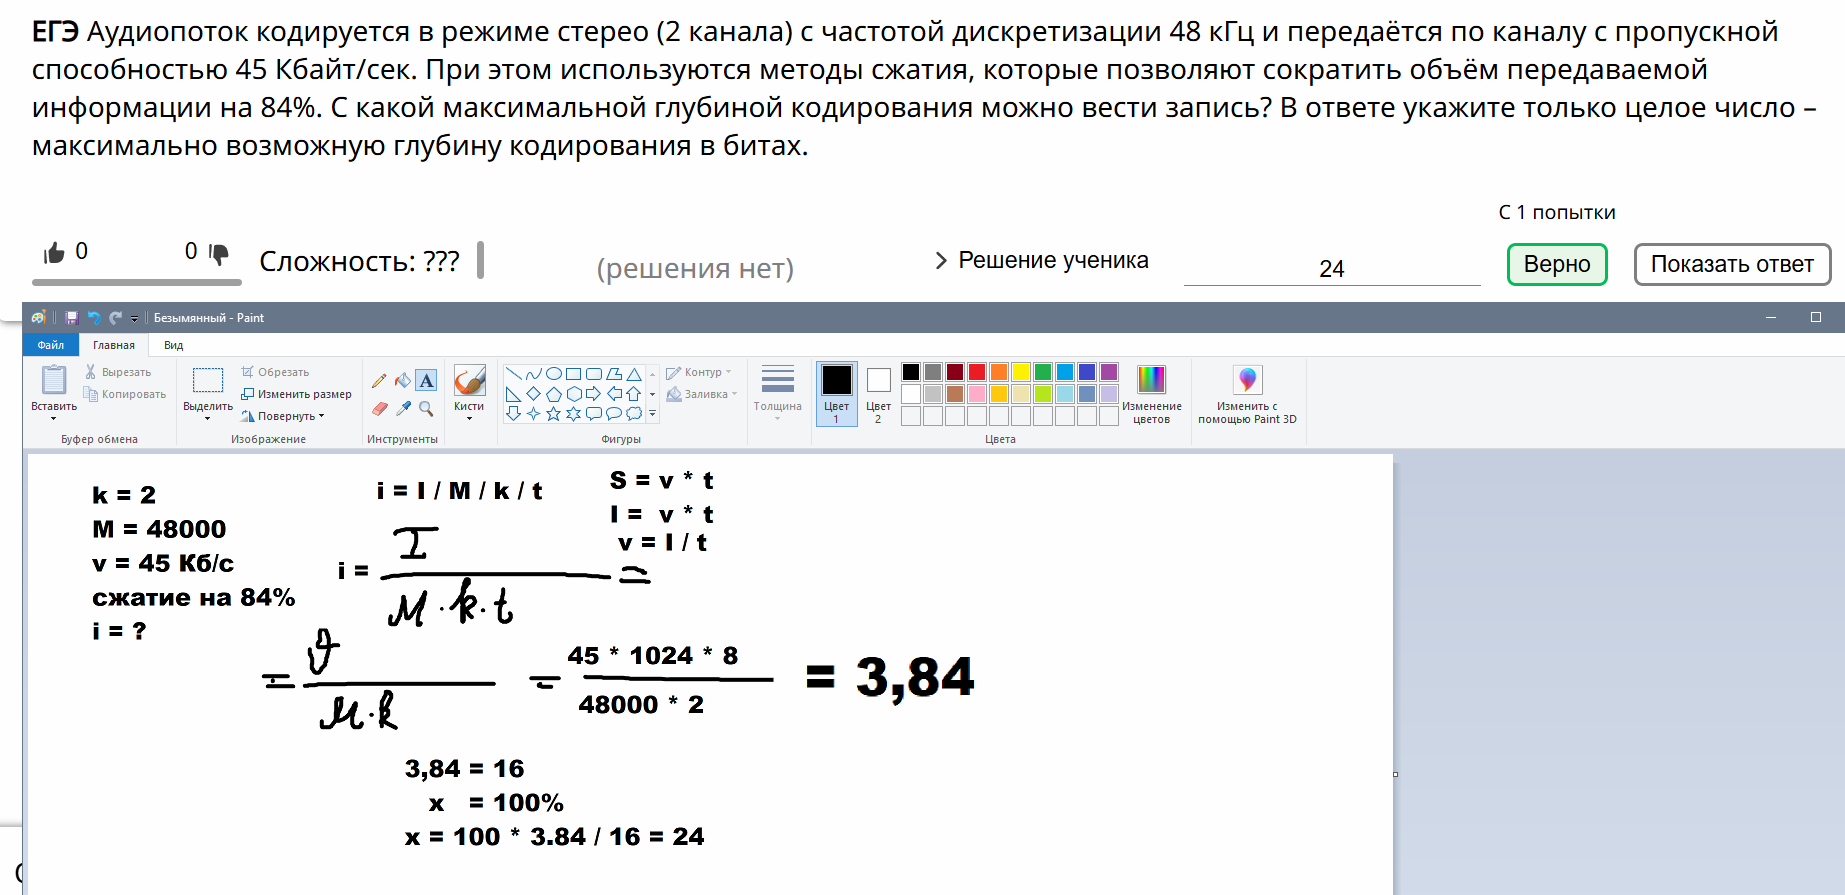 ЕГЭ Аудиопоток кодируется в режиме стерео (2 канала) с частотой дискретизации 48 кГц и передаётся по каналу с пропускной
способностью 45 Кбайт/сек. При этом используются методы сжатия, которые позволяют сократить объём передаваемой
информации на 84%. С какой максимальной глубиной кодирования можно вести запись? В ответе укажите только целое число –
максимально возможную глубину кодирования в битах.
С 1 попытки
0 0 Сложность: ??? (решения нет) Решение ученика 24 Верно Показать ответ
Безымянный - Paint
Файл Главная Вид
Вставить
Вырезать
Копировать
Буфер обмена
Выделить
Обрезать
Изменить размер
Повернуть
Изображение
A
Инструменты
Кисти
Фигуры
Контур
Заливка
Толщина
Цвет
1
Цвет
2
Цвета
Изменение
цветов
Изменить с
помощью Paint 3D
k = 2
M = 48000
v = 45 Кб/с
сжатие на 84%
i = ?
i = I / M / k / t
S = v * t
I = v * t
v = I / t
i = I / M · k · t =
= v / M · k = 45 * 1024 * 8 / 48000 * 2 = 3,84
3,84 = 16
x = 100%
x = 100 * 3.84 / 16 = 24